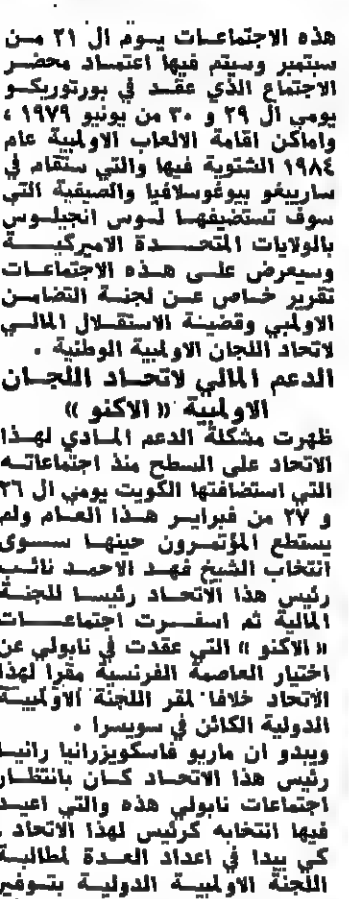 هذه الاجتماعات يوم ال ٢١ من
سبتمبر وسيتم فيها اعتماد محضر
الاجتماع الذي عقد في بورتوريكو
يومي ال ٢٩ و ٣٠ من يونيو ١٩٧٩ ،
واماكن اقامة الالعاب الاولمبية عام
١٩٨٤ الشتوية فيها والتي ستقام في
سارييغو بيوغوسلافيا والصيفية التي
سوف تستضيفها لوس انجيلوس
بالولايات المتحدة الاميركية
وسيعرض على هذه الاجتماعات
تقرير خاص عن لجنة التضامن
الاولمبي وقضية الاستقلال المالي
لاتحاد اللجان الاولمبية الوطنية .
الدعم المالي لاتحاد اللجان
الاولمبية « الاكنو »
ظهرت مشكلة الدعم المادي لهذا
الاتحاد على السطح منذ اجتماعاته
التي استضافتها الكويت يومي ال ٢٦
و ٢٧ من فبراير هذا العام ولم
يستطع المؤتمرون حينها سوى
انتخاب الشيخ فهد الاحمد نائب
رئيس هذا الاتحاد رئيسا للجنة
المالية ثم اسفرت اجتماعات
« الاكنو » التي عقدت في نابولي عن
اختيار العاصمة الفرنسية مقرا لهذا
الاتحاد خلافا لمقر اللجنة الاولمبية
الدولية الكائن في سويسرا .
ويبدو ان ماريو فاسكويزرانيا رانيا
رئيس هذا الاتحاد كان بانتظار
اجتماعات نابولي هذه والتي اعيد
فيها انتخابه كرئيس لهذا الاتحاد .
كي يبدا في اعداد العدة لمطالبة
اللجنة الاولمبية الدولية بتوفير